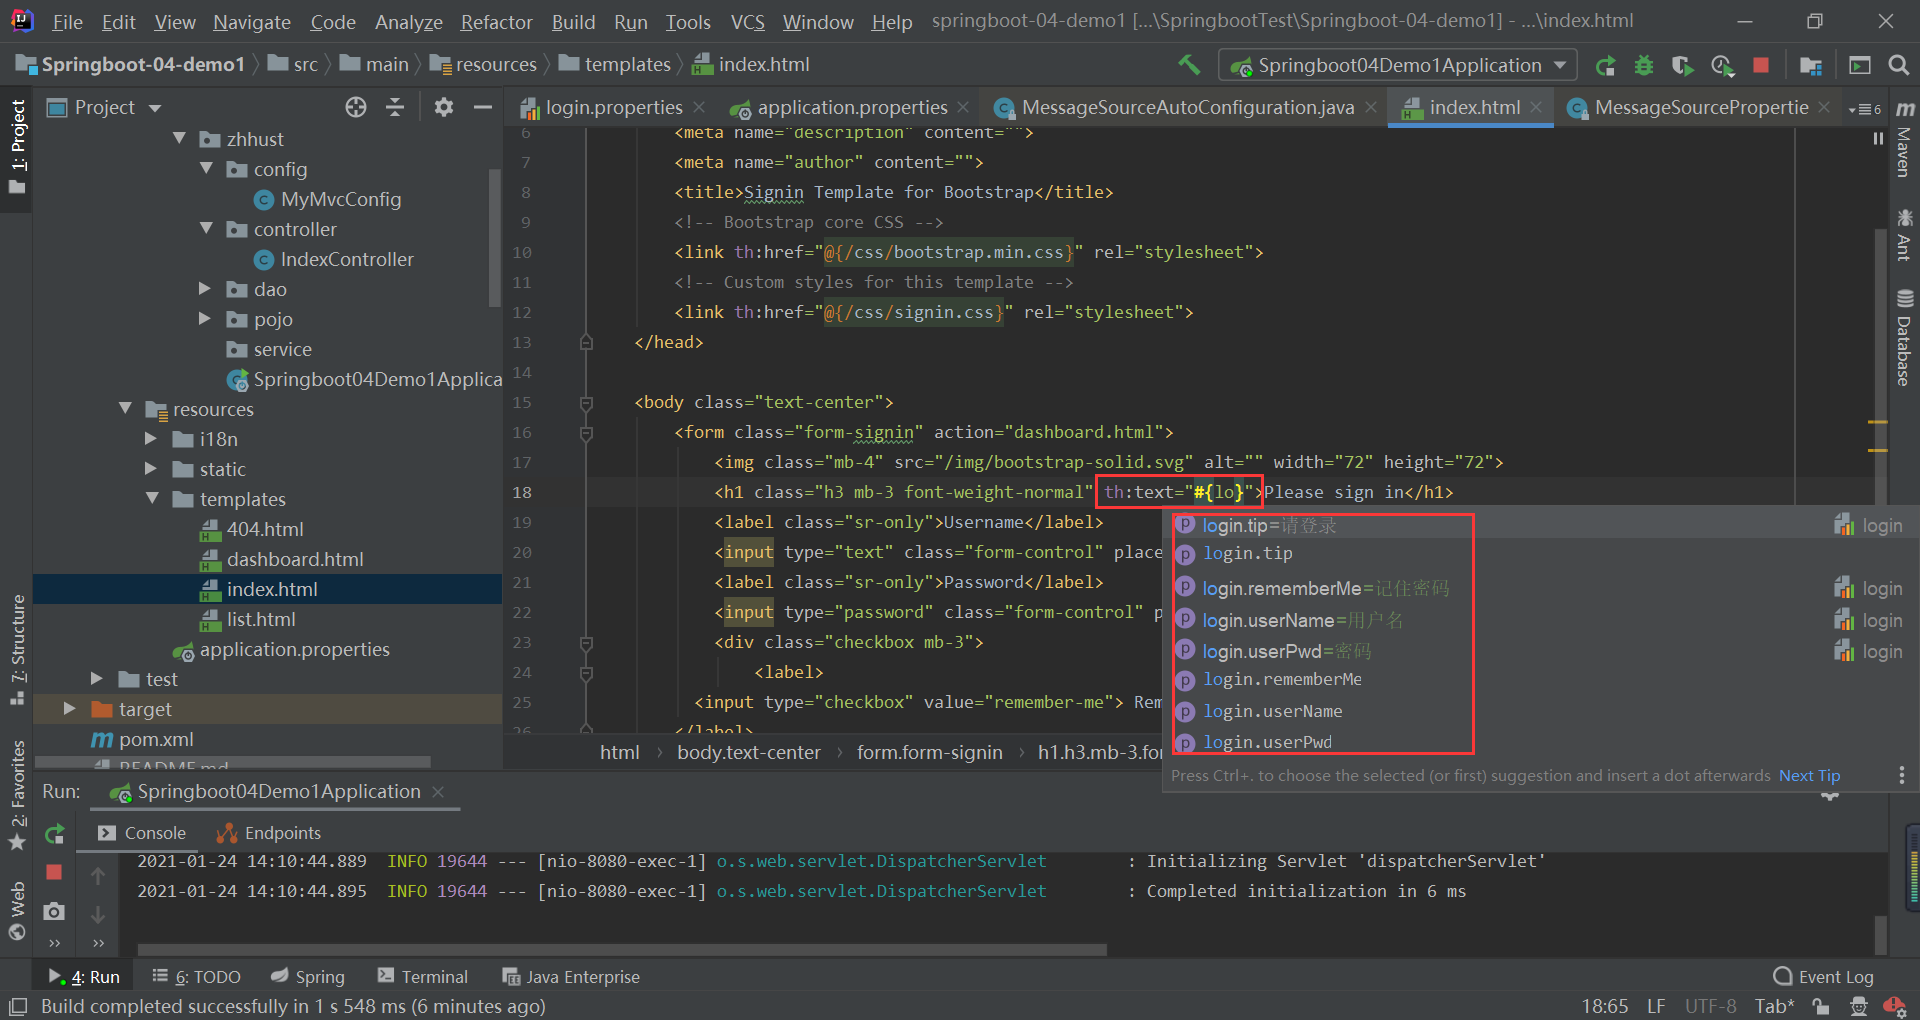 File Edit View Navigate Code Analyze Refactor Build Run Tools VCS Window Help springboot-04-demo1 [...\SpringbootTest\Springboot-04-demo1] - ...\index.html
Springboot-04-demo1 src main resources templates index.html Springboot04Demo1Application
Project
login.properties application.properties MessageSourceAutoConfiguration.java index.html MessageSourcePropertie 6
1: Project
7: Structure
2: Favorites
Web
Maven
Ant
Database
zhhust
config
MyMvcConfig
controller
IndexController
dao
pojo
service
Springboot04Demo1Applica
resources
i18n
static
templates
404.html
dashboard.html
index.html
list.html
application.properties
test
target
pom.xml
README.md
6 <meta name="description" content="">
7 <meta name="author" content="">
8 <title>Signin Template for Bootstrap</title>
9 <!-- Bootstrap core CSS -->
10 <link th:href="@{/css/bootstrap.min.css}" rel="stylesheet">
11 <!-- Custom styles for this template -->
12 <link th:href="@{/css/signin.css}" rel="stylesheet">
13 </head>
14
15 <body class="text-center">
16 <form class="form-signin" action="dashboard.html">
17 <img class="mb-4" src="/img/bootstrap-solid.svg" alt="" width="72" height="72">
18 <h1 class="h3 mb-3 font-weight-normal" th:text="#{lo}">Please sign in</h1>
19 <label class="sr-only">Username</label>
20 <input type="text" class="form-control" place
21 <label class="sr-only">Password</label>
22 <input type="password" class="form-control" p
23 <div class="checkbox mb-3">
24 <label>
25 <input type="checkbox" value="remember-me"> Rem
26 </label>
login.tip=请登录 login
login.tip
login.rememberMe=记住密码 login
login.userName=用户名 login
login.userPwd=密码 login
login.rememberMe
login.userName
login.userPwd
Press Ctrl+. to choose the selected (or first) suggestion and insert a dot afterwards Next Tip
html body.text-center form.form-signin h1.h3.mb-3.for
Run: Springboot04Demo1Application
Console Endpoints
2021-01-24 14:10:44.889 INFO 19644 --- [nio-8080-exec-1] o.s.web.servlet.DispatcherServlet : Initializing Servlet 'dispatcherServlet'
2021-01-24 14:10:44.895 INFO 19644 --- [nio-8080-exec-1] o.s.web.servlet.DispatcherServlet : Completed initialization in 6 ms
4: Run 6: TODO Spring Terminal Java Enterprise Event Log
Build completed successfully in 1 s 548 ms (6 minutes ago) 18:65 LF UTF-8 Tab*